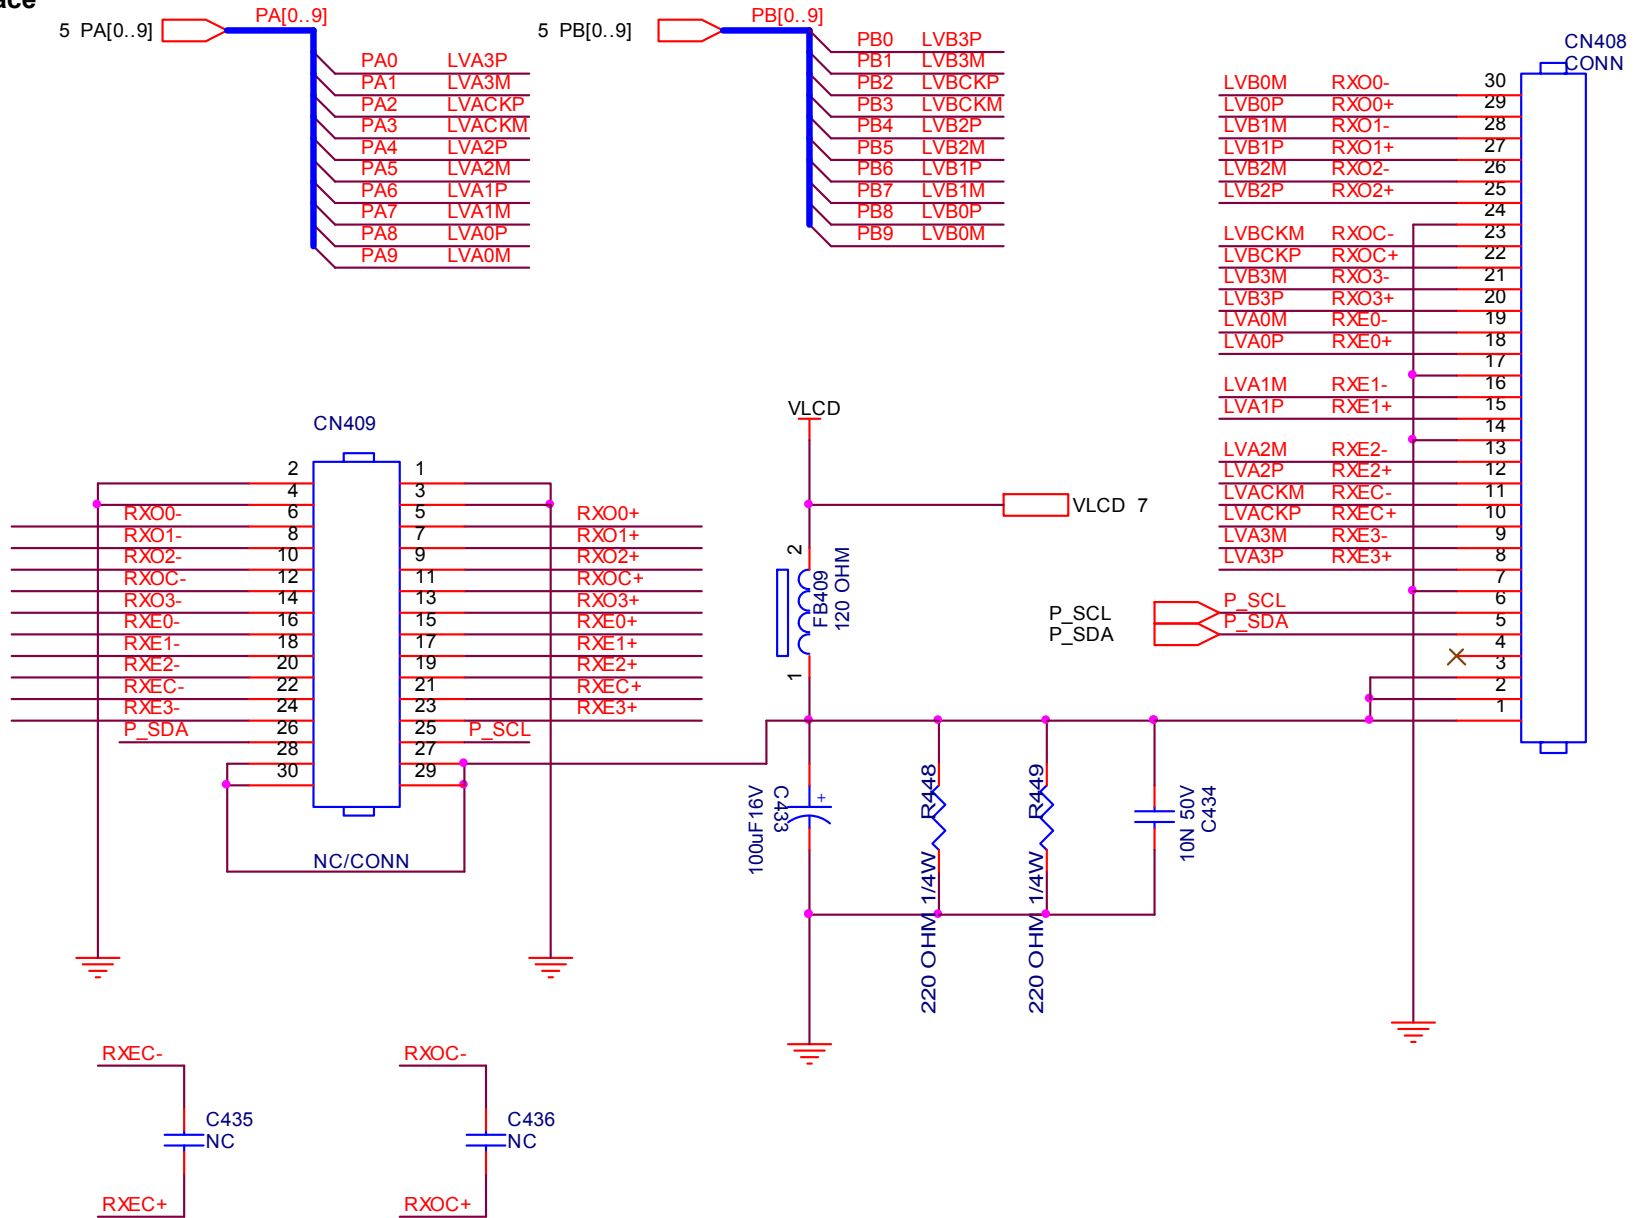 ace
5 PA[0..9] PA[0..9]
PA0 LVA3P
PA1 LVA3M
PA2 LVACKP
PA3 LVACKM
PA4 LVA2P
PA5 LVA2M
PA6 LVA1P
PA7 LVA1M
PA8 LVA0P
PA9 LVA0M
5 PB[0..9] PB[0..9]
PB0 LVB3P
PB1 LVB3M
PB2 LVBCKP
PB3 LVBCKM
PB4 LVB2P
PB5 LVB2M
PB6 LVB1P
PB7 LVB1M
PB8 LVB0P
PB9 LVB0M
CN408
CONN
LVB0M RXO0- 30
LVB0P RXO0+ 29
LVB1M RXO1- 28
LVB1P RXO1+ 27
LVB2M RXO2- 26
LVB2P RXO2+ 25
24
LVBCKM RXOC- 23
LVBCKP RXOC+ 22
LVB3M RXO3- 21
LVB3P RXO3+ 20
LVA0M RXE0- 19
LVA0P RXE0+ 18
17
LVA1M RXE1- 16
LVA1P RXE1+ 15
14
LVA2M RXE2- 13
LVA2P RXE2+ 12
LVACKM RXEC- 11
LVACKP RXEC+ 10
LVA3M RXE3- 9
LVA3P RXE3+ 8
7
P_SCL P_SCL 6
P_SDA P_SDA 5
4
3
2
1
CN409
2 1
4 3
RXO0- 6 5 RXO0+
RXO1- 8 7 RXO1+
RXO2- 10 9 RXO2+
RXOC- 12 11 RXOC+
RXO3- 14 13 RXO3+
RXE0- 16 15 RXE0+
RXE1- 18 17 RXE1+
RXE2- 20 19 RXE2+
RXEC- 22 21 RXEC+
RXE3- 24 23 RXE3+
P_SDA 26 25 P_SCL
28 27
30 29
NC/CONN
VLCD
VLCD 7
2
FB409
120 OHM
1
C433
100uF16V
+
R448
220 OHM 1/4W
R449
220 OHM 1/4W
10N 50V
C434
RXEC-
C435
NC
RXEC+
RXOC-
C436
NC
RXOC+